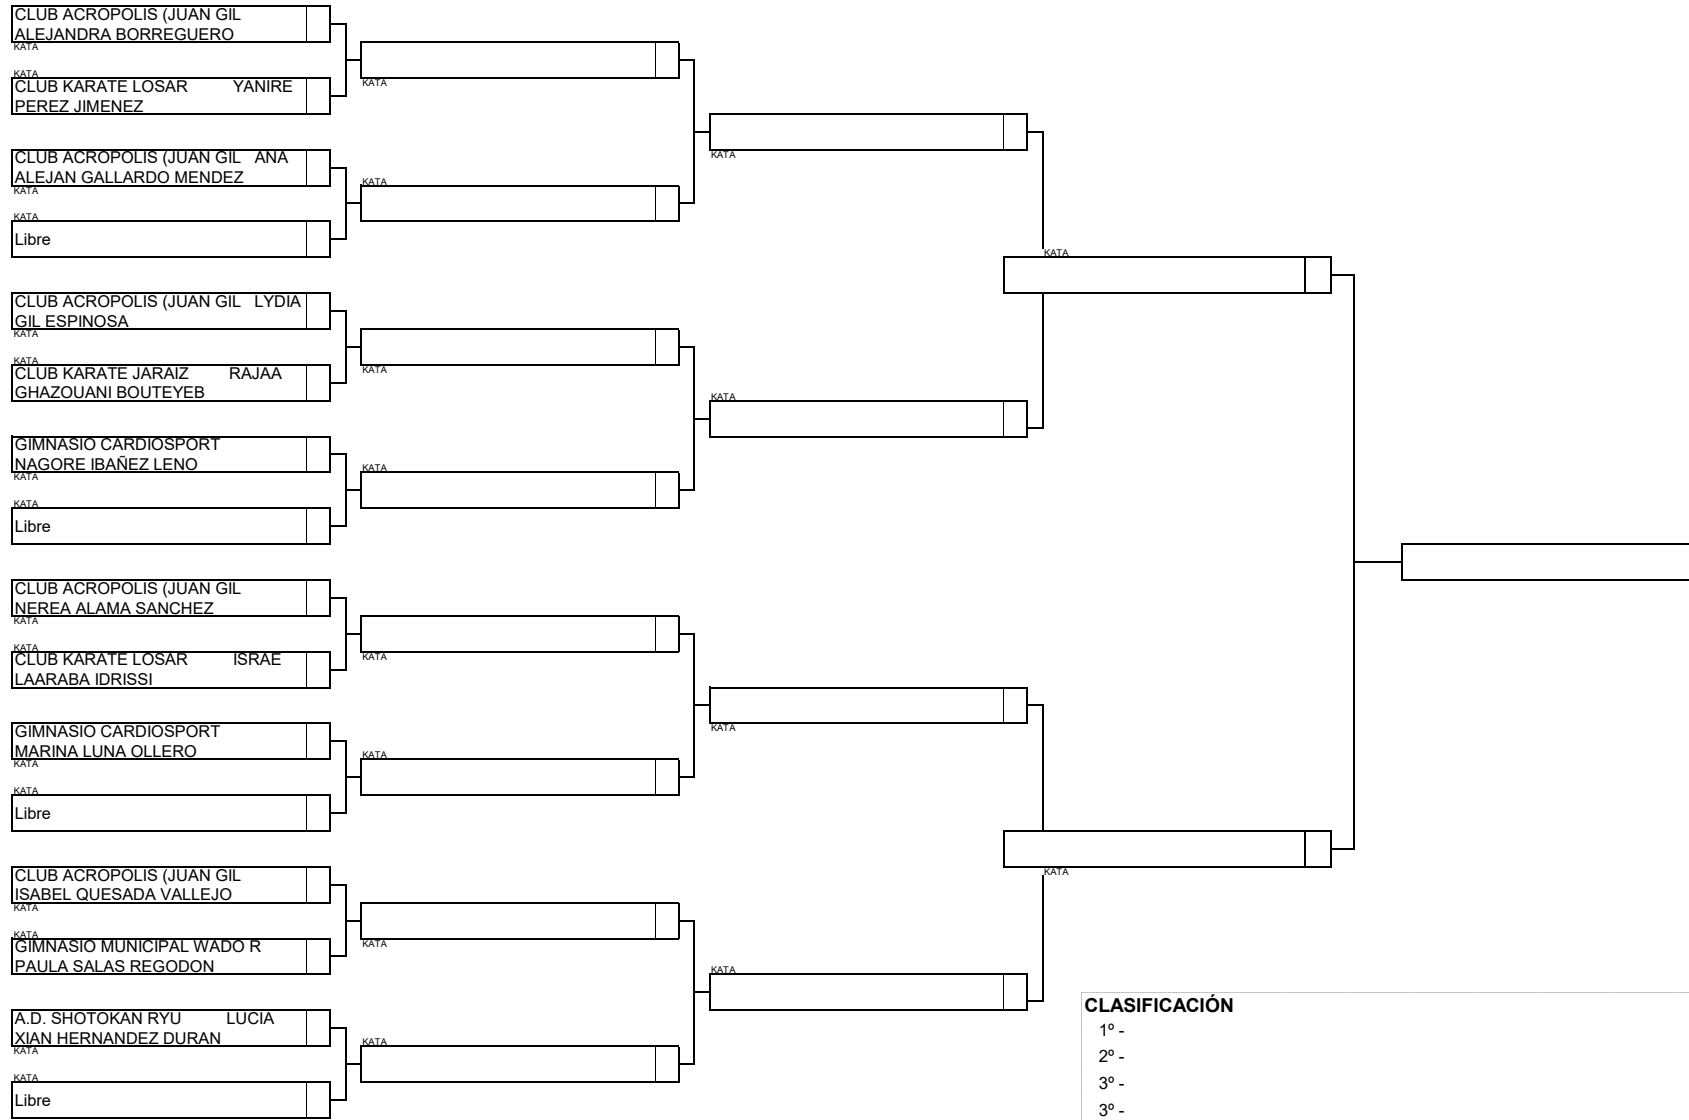 CLUB ACROPOLIS (JUAN GIL
ALEJANDRA BORREGUERO
KATA
KATA
CLUB KARATE LOSAR YANIRE
PEREZ JIMENEZ
KATA
CLUB ACROPOLIS (JUAN GIL ANA
ALEJAN GALLARDO MENDEZ
KATA
KATA
KATA
KATA
Libre
KATA
CLUB ACROPOLIS (JUAN GIL LYDIA
GIL ESPINOSA
KATA
KATA
CLUB KARATE JARAIZ RAJAA
GHAZOUANI BOUTEYEB
KATA
KATA
GIMNASIO CARDIOSPORT
NAGORE IBAÑEZ LENO
KATA
KATA
KATA
Libre
CLUB ACROPOLIS (JUAN GIL
NEREA ALAMA SANCHEZ
KATA
KATA
CLUB KARATE LOSAR ISRAE
LAARABA IDRISSI
KATA
GIMNASIO CARDIOSPORT
MARINA LUNA OLLERO
KATA
KATA
KATA
KATA
Libre
KATA
CLUB ACROPOLIS (JUAN GIL
ISABEL QUESADA VALLEJO
KATA
KATA
GIMNASIO MUNICIPAL WADO R
PAULA SALAS REGODON
KATA
KATA
A.D. SHOTOKAN RYU LUCIA
XIAN HERNANDEZ DURAN
KATA
KATA
KATA
Libre
CLASIFICACIÓN
1º -
2º -
3º -
3º -